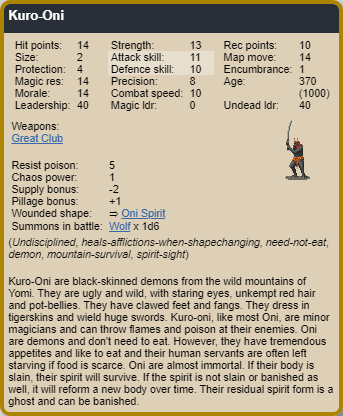 Kuro-Oni
Hit points: 14 Strength: 13 Rec points: 10
Size: 2 Attack skill: 11 Map move: 14
Protection: 4 Defence skill: 10 Encumbrance: 1
Magic res: 14 Precision: 8 Age: 370
Morale: 14 Combat speed: 10 (1000)
Leadership: 40 Magic ldr: 0 Undead ldr: 40
Weapons:
Great Club
Resist poison: 5
Chaos power: 1
Supply bonus: -2
Pillage bonus: +1
Wounded shape: ⇒ Oni Spirit
Summons in battle: Wolf x 1d6
(Undisciplined, heals-afflictions-when-shapechanging, need-not-eat,
demon, mountain-survival, spirit-sight)
Kuro-Oni are black-skinned demons from the wild mountains of
Yomi. They are ugly and wild, with staring eyes, unkempt red hair
and pot-bellies. They have clawed feet and fangs. They dress in
tigerskins and wield huge swords. Kuro-oni, like most Oni, are minor
magicians and can throw flames and poison at their enemies. Oni
are demons and don't need to eat. However, they have tremendous
appetites and like to eat and their human servants are often left
starving if food is scarce. Oni are almost immortal. If their body is
slain, their spirit will survive. If the spirit is not slain or banished as
well, it will reform a new body over time. Their residual spirit form is a
ghost and can be banished.